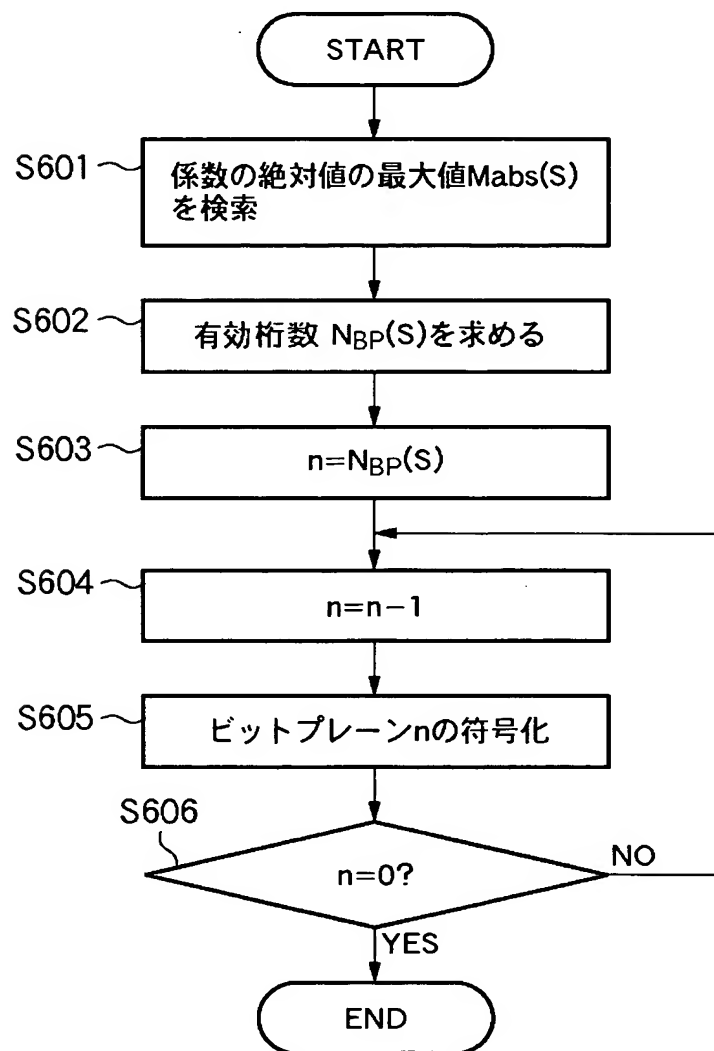 START
S601
係数の絶対値の最大値Mabs(S)
を検索
S602
有効桁数 NBP(S)を求める
S603
n=NBP(S)
S604
n=n−1
S605
ビットプレーンnの符号化
S606
n=0?
NO
YES
END